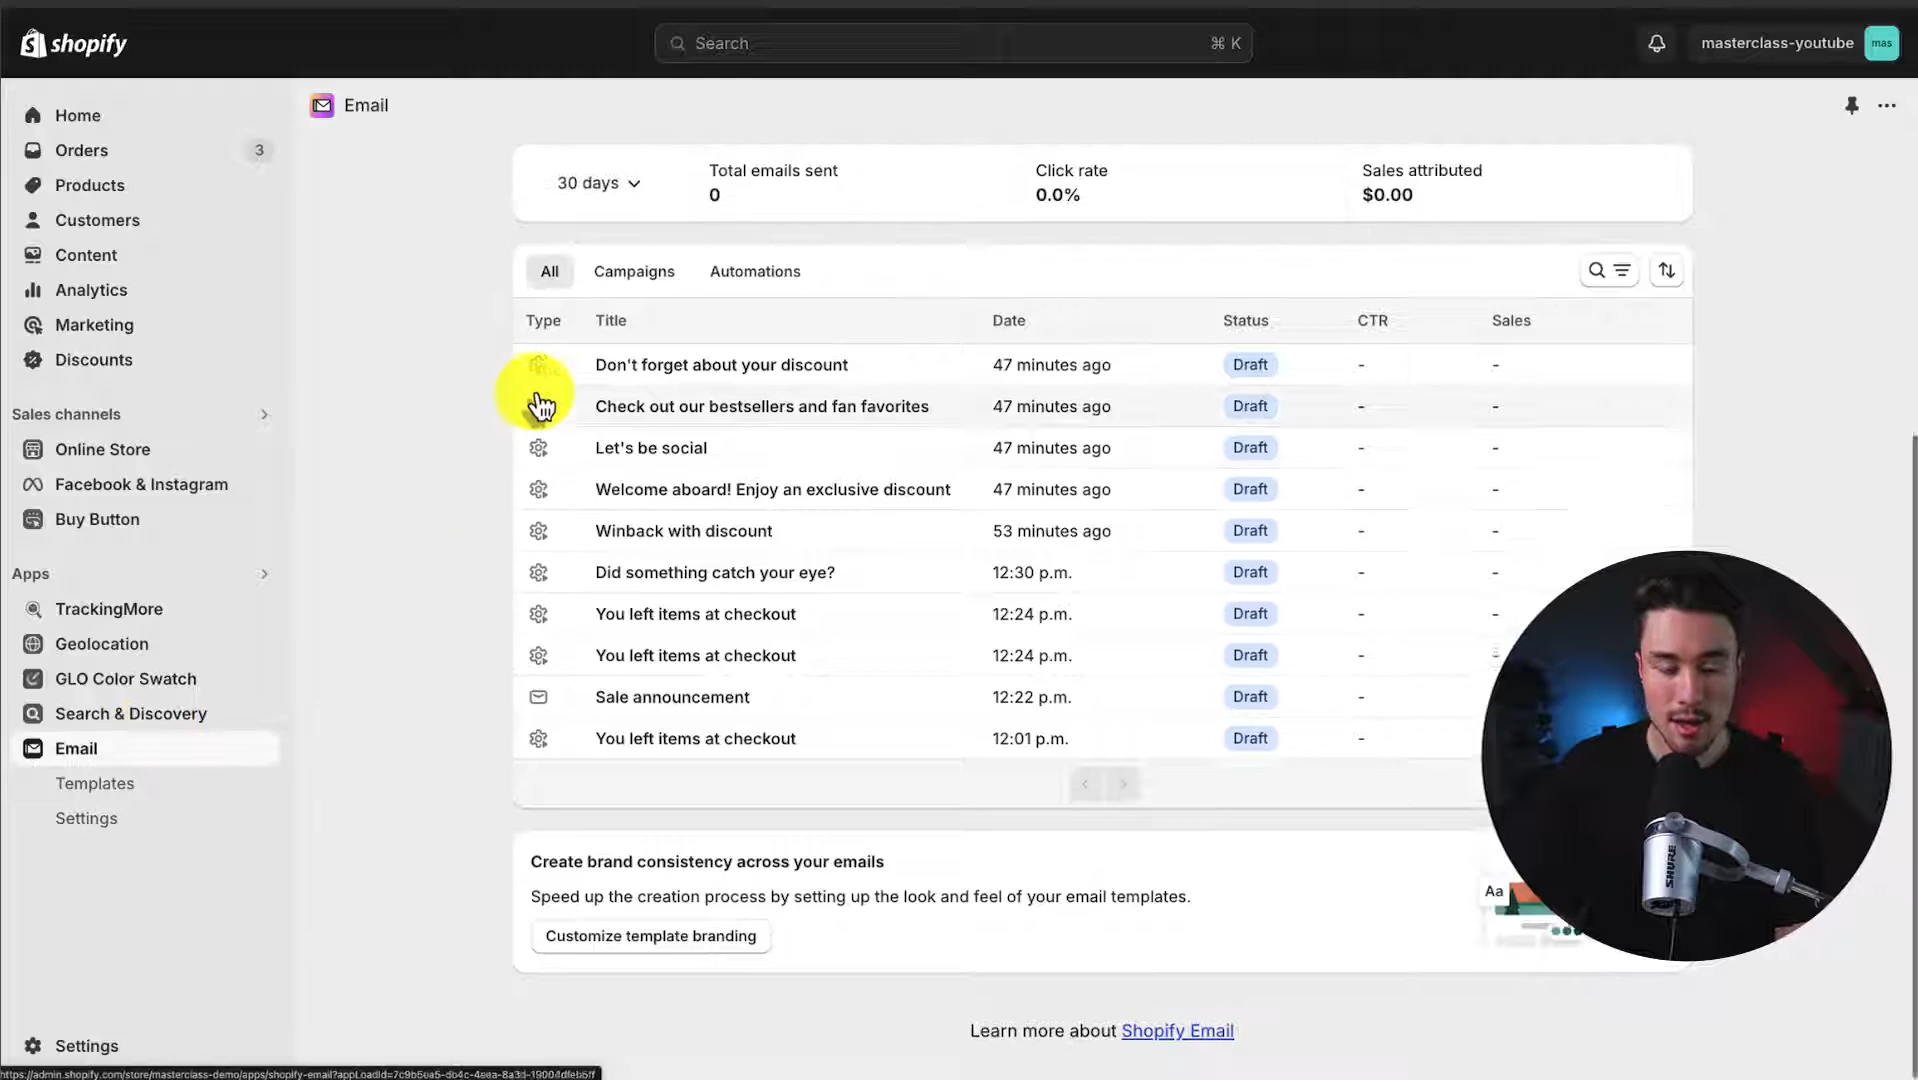 shopify
Search
⌘ K
masterclass-youtube
mas
Home
Orders
3
Products
Customers
Content
Analytics
Marketing
Discounts
Sales channels
Online Store
Facebook & Instagram
Buy Button
Apps
TrackingMore
Geolocation
GLO Color Swatch
Search & Discovery
Email
Templates
Settings
Settings
Email
30 days
Total emails sent
0
Click rate
0.0%
Sales attributed
$0.00
All Campaigns Automations
Type Title Date Status CTR Sales
Don't forget about your discount 47 minutes ago Draft - -
Check out our bestsellers and fan favorites 47 minutes ago Draft - -
Let's be social 47 minutes ago Draft - -
Welcome aboard! Enjoy an exclusive discount 47 minutes ago Draft - -
Winback with discount 53 minutes ago Draft - -
Did something catch your eye? 12:30 p.m. Draft - -
You left items at checkout 12:24 p.m. Draft - -
You left items at checkout 12:24 p.m. Draft -
Sale announcement 12:22 p.m. Draft -
You left items at checkout 12:01 p.m. Draft -
Create brand consistency across your emails
Speed up the creation process by setting up the look and feel of your email templates.
Customize template branding
Aa
SHURE
Learn more about Shopify Email